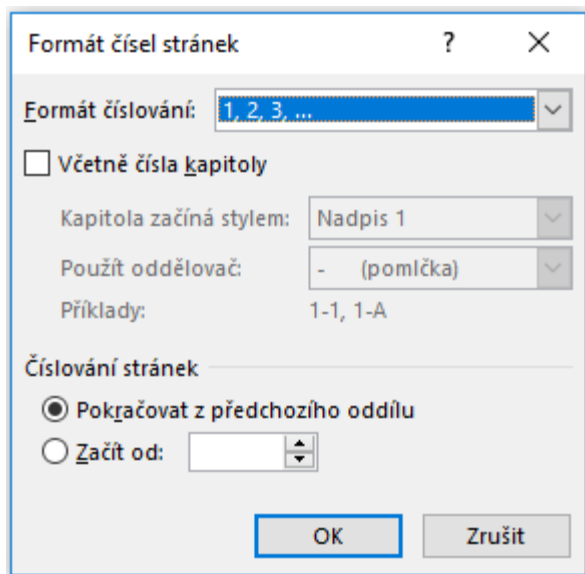 Formát čísel stránek ?
Formát číslování: 1, 2, 3, ...
Včetně čísla kapitoly
Kapitola začíná stylem: Nadpis 1
Použít oddělovač: - (pomlčka)
Příklady: 1-1, 1-A
Číslování stránek
Pokračovat z předchozího oddílu
Začít od:
OK Zrušit